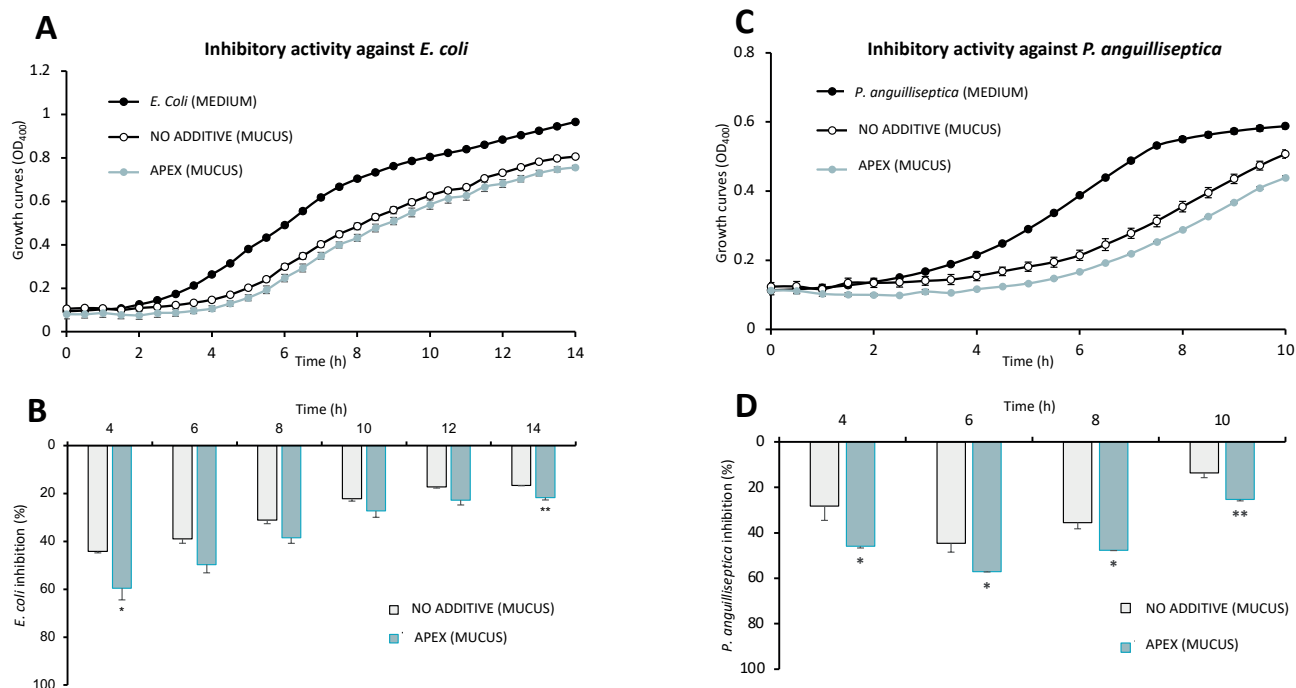 A
Inhibitory activity against E. coli
Growth curves (OD400)
1.2
1
0.8
0.6
0.4
0.2
0
E. Coli (MEDIUM)
NO ADDITIVE (MUCUS)
APEX (MUCUS)
0 2 4 6 8 10 12 14
Time (h)
C
Inhibitory activity against P. anguilliseptica
Growth curves (OD400)
0.8
0.6
0.4
0.2
0
P. anguilliseptica (MEDIUM)
NO ADDITIVE (MUCUS)
APEX (MUCUS)
0 2 4 6 8 10
Time (h)
B
Time (h)
4 6 8 10 12 14
E. coli inhibition (%)
0
20
40
60
80
100
*
**
NO ADDITIVE (MUCUS)
APEX (MUCUS)
D
Time (h)
4 6 8 10
P. anguilliseptica inhibition (%)
0
20
40
60
80
100
*
*
*
**
NO ADDITIVE (MUCUS)
APEX (MUCUS)